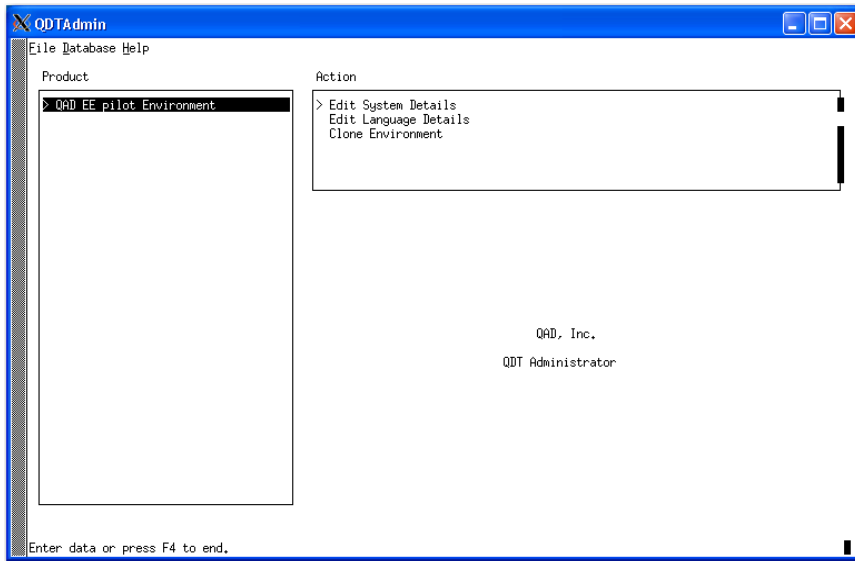 QDTAdmin
File Database Help
Product
Action
> QAD EE pilot Environment
> Edit System Details
Edit Language Details
Clone Environment
QAD, Inc.
QDT Administrator
Enter data or press F4 to end.